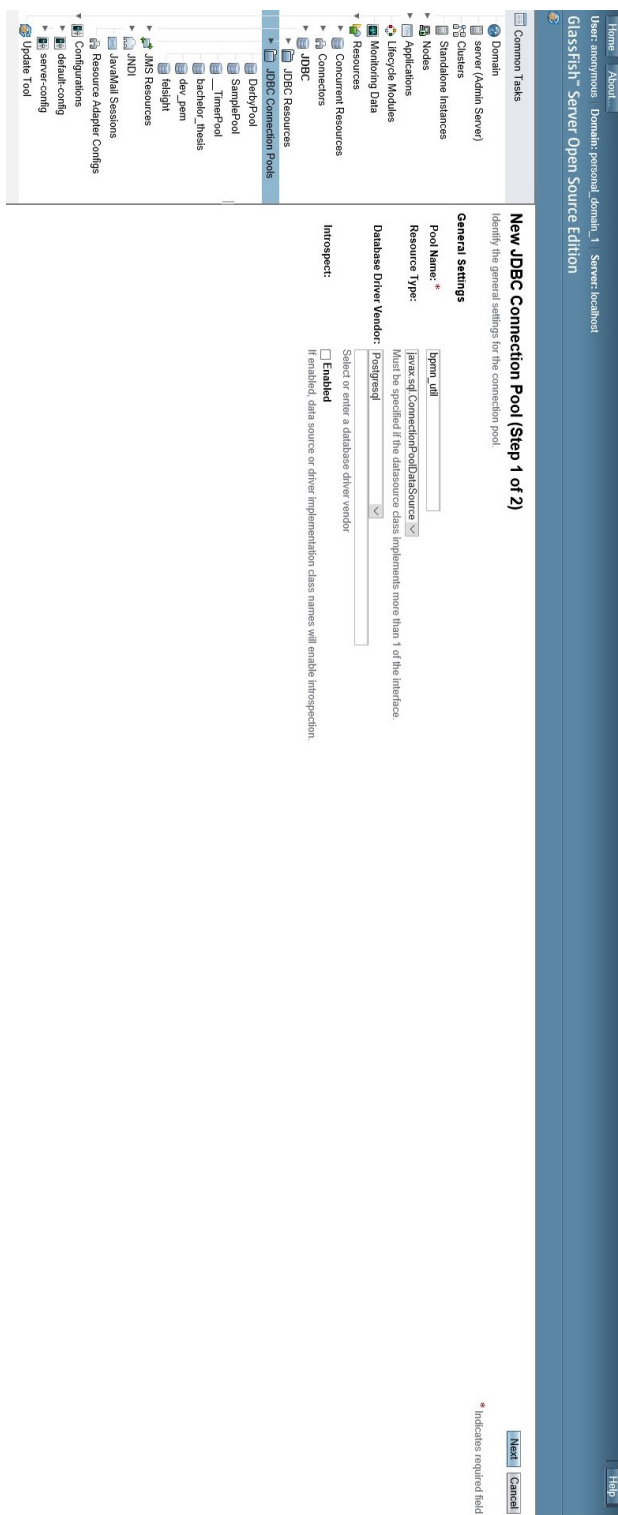 Home About... Help
User: anonymous Domain: personal_domain_1 Server: localhost
GlassFish™ Server Open Source Edition
Common Tasks
Domain
server (Admin Server)
Clusters
Standalone Instances
Nodes
Applications
Lifecycle Modules
Monitoring Data
Resources
Concurrent Resources
Connectors
JDBC
JDBC Resources
JDBC Connection Pools
DerbyPool
SamplePool
__TimerPool
bachelor_thesis
dev_pem
felsight
JMS Resources
JNDI
JavaMail Sessions
Resource Adapter Configs
Configurations
default-config
server-config
Update Tool
New JDBC Connection Pool (Step 1 of 2)
Next Cancel
Identify the general settings for the connection pool.
* Indicates required field
General Settings
Pool Name: * bpmn_util
Resource Type: javax.sql.ConnectionPoolDataSource
Must be specified if the datasource class implements more than 1 of the interface.
Database Driver Vendor: Postgresql
Select or enter a database driver vendor
Introspect: Enabled
If enabled, data source or driver implementation class names will enable introspection.